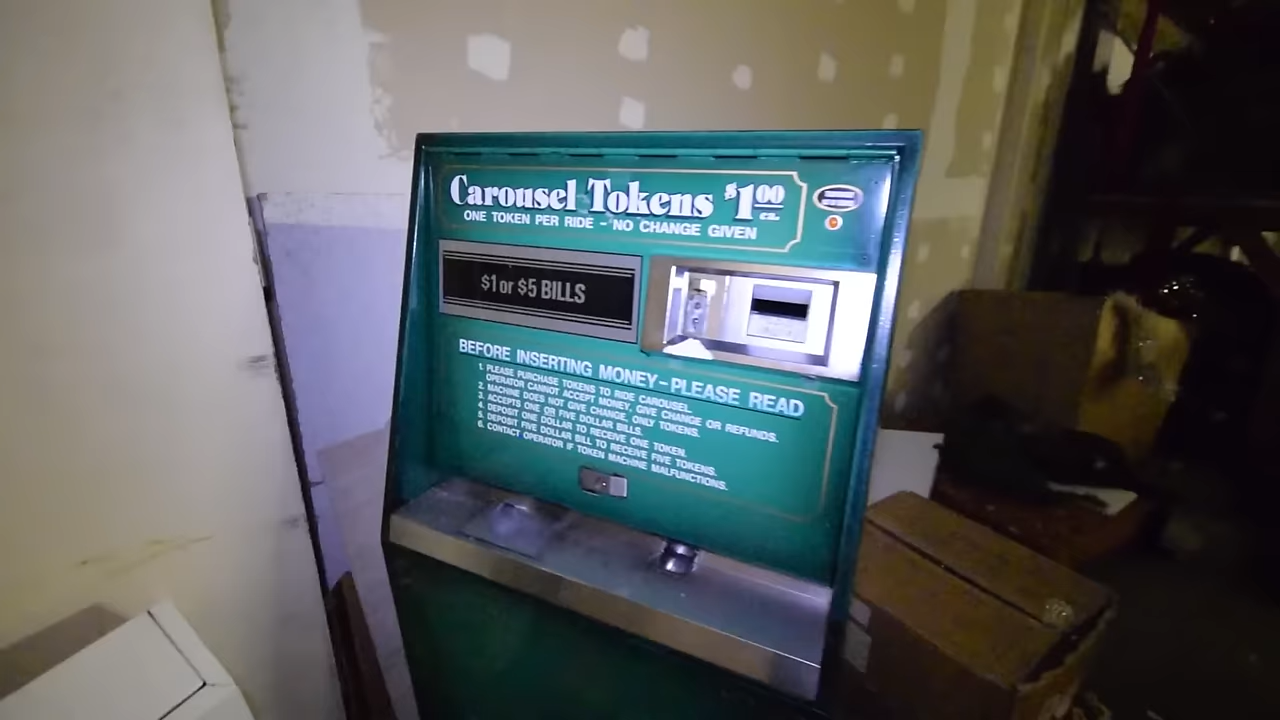 Carousel Tokens $1.00 ea.
ONE TOKEN PER RIDE - NO CHANGE GIVEN
$1 or $5 BILLS
BEFORE INSERTING MONEY - PLEASE READ
1. PLEASE PURCHASE TOKENS TO RIDE CAROUSEL.
OPERATOR CANNOT ACCEPT MONEY, GIVE CHANGE OR REFUNDS.
2. MACHINE DOES NOT GIVE CHANGE, ONLY TOKENS.
3. ACCEPTS ONE OR FIVE DOLLAR BILLS.
4. DEPOSIT ONE DOLLAR TO RECEIVE ONE TOKEN.
5. DEPOSIT FIVE DOLLAR BILL TO RECEIVE FIVE TOKENS.
6. CONTACT OPERATOR IF TOKEN MACHINE MALFUNCTIONS.